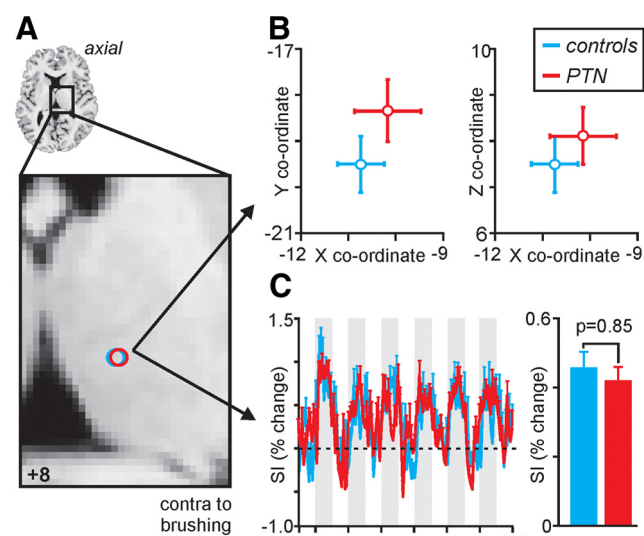 A
axial
+8
contra to
brushing
B
-17
Y co-ordinate
-21
-12
X co-ordinate
-9
10
Z co-ordinate
6
-12
X co-ordinate
-9
controls
PTN
C
1.5
SI (% change)
-1.0
0.6
SI (% change)
0
p=0.85